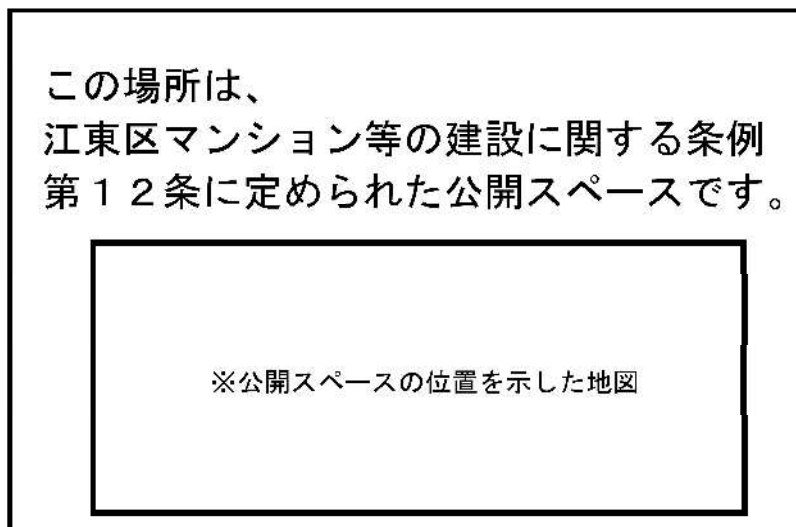 この場所は、
江東区マンション等の建設に関する条例
第１２条に定められた公開スペースです。
※公開スペースの位置を示した地図